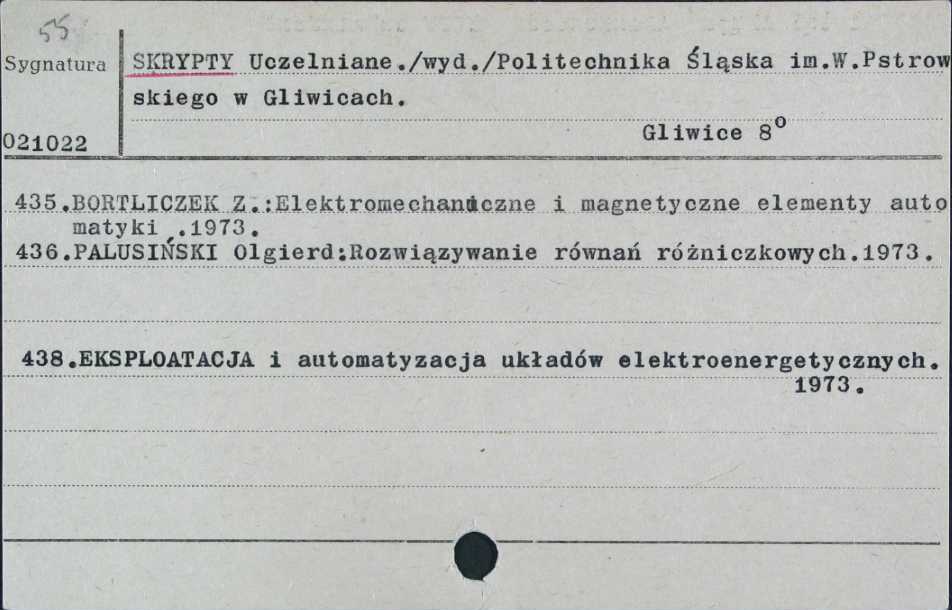 55
Sygnatura
SKRYPTY Uczelniane./wyd./Politechnika Śląska im.W.Pstrow
skiego w Gliwicach.
Gliwice 8º
021022
435.BORTLICZEK Z.:Elektromechaniczne i magnetyczne elementy auto
matyki .1973.
436.PALUSIŃSKI Olgierd:Rozwiązywanie równań różniczkowych.1973.
438.EKSPLOATACJA i automatyzacja układów elektroenergetycznych.
1973.